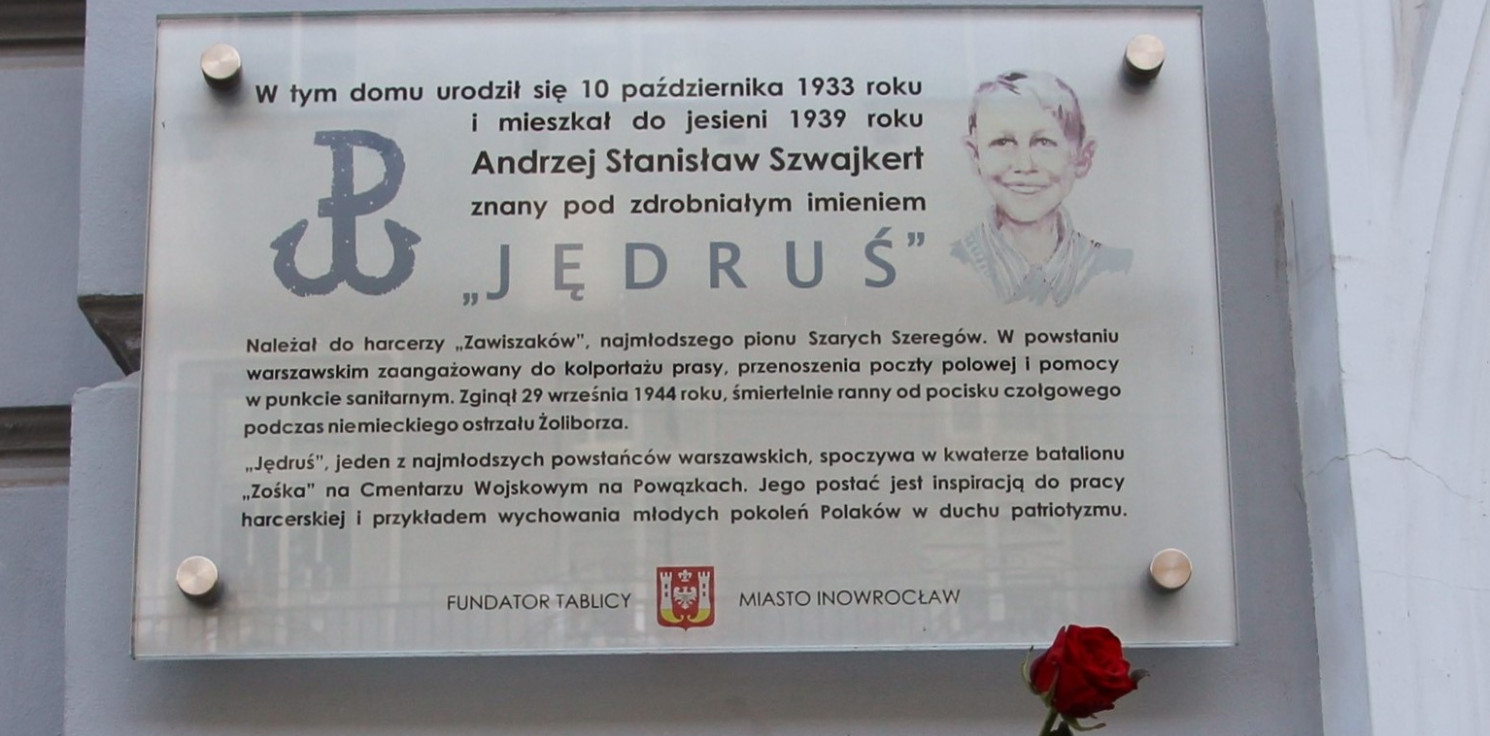 W tym domu urodził się 10 października 1933 roku
i mieszkał do jesieni 1939 roku
Andrzej Stanisław Szwajkert
znany pod zdrobniałym imieniem
„JĘDRUŚ”
Należał do harcerzy „Zawiszaków”, najmłodszego pionu Szarych Szeregów. W powstaniu
warszawskim zaangażowany do kolportażu prasy, przenoszenia poczty polowej i pomocy
w punkcie sanitarnym. Zginął 29 września 1944 roku, śmiertelnie ranny od pocisku czołgowego
podczas niemieckiego ostrzału Żoliborza.
„Jędruś”, jeden z najmłodszych powstańców warszawskich, spoczywa w kwaterze batalionu
„Zośka” na Cmentarzu Wojskowym na Powązkach. Jego postać jest inspiracją do pracy
harcerskiej i przykładem wychowania młodych pokoleń Polaków w duchu patriotyzmu.
FUNDATOR TABLICY MIASTO INOWROCŁAW